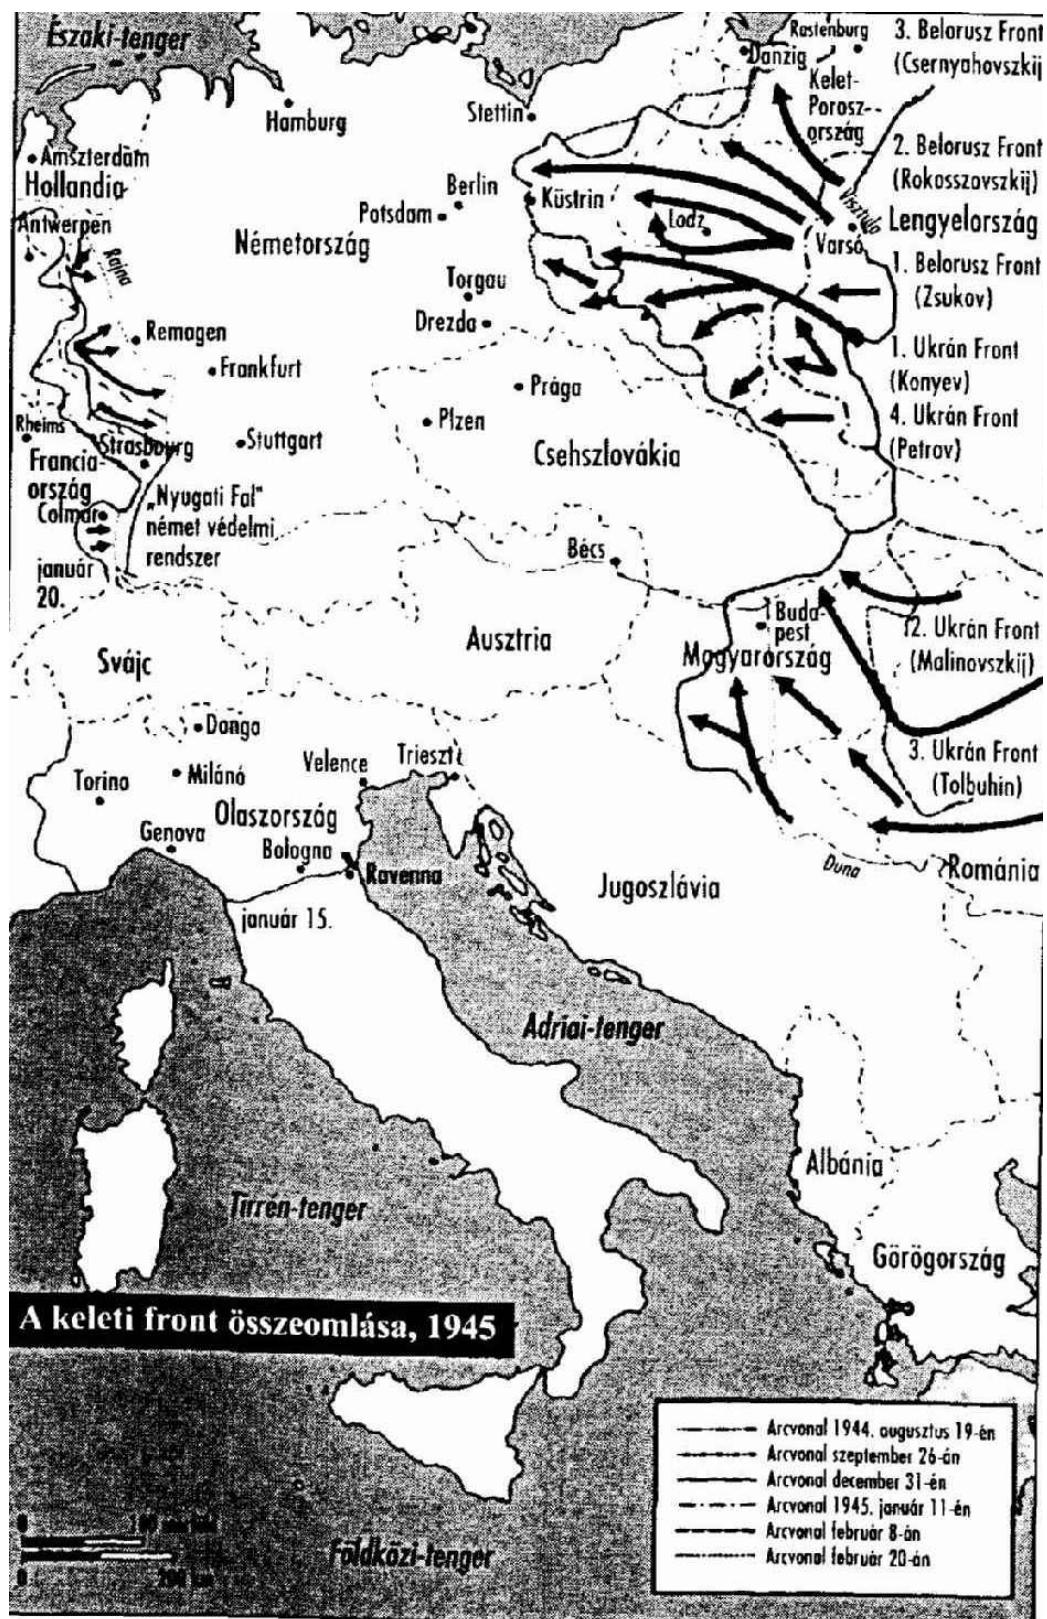 Északi-tenger
Rastenburg
Danzig
3. Belorusz Front
(Csernyahovszkij
Kelet-
Porosz-
ország
Hamburg
Stettin
Amszterdam
Hollandia
2. Belorusz Front
(Rokosszovszkij)
Berlin
Küstrin
Potsdam
Visztula
Lengyelország
Antwerpen
Rajna
Németország
Lodz
Varsó
1. Belorusz Front
(Zsukov)
Torgau
Drezda
Remagen
Frankfurt
1. Ukrán Front
(Konyev)
Prága
Plzen
4. Ukrán Front
(Petrov)
Rheims
Strasbourg
Stuttgart
Francia-
ország
Csehszlovákia
Colmar
„Nyugati Fal"
német védelmi
rendszer
január
20.
Bécs
Buda-
pest
Ausztria
Svájc
Magyarország
2. Ukrán Front
(Malinovszkij)
Donga
Velence
Trieszt
Torino
Milánó
3. Ukrán Front
(Tolbuhin)
Olaszország
Genova
Bologna
Ravenna
Duna
Románia
Jugoszlávia
január 15.
Adriai-tenger
Albánia
Tirrén-tenger
Görögország
A keleti front összeomlása, 1945
Arcvonal 1944. augusztus 19-én
Arcvonal szeptember 26-án
Arcvonal december 31-én
Arcvonal 1945. január 11-én
Arcvonal február 8-án
Arcvonal február 20-án
0
0
200 km
Földközi-tenger